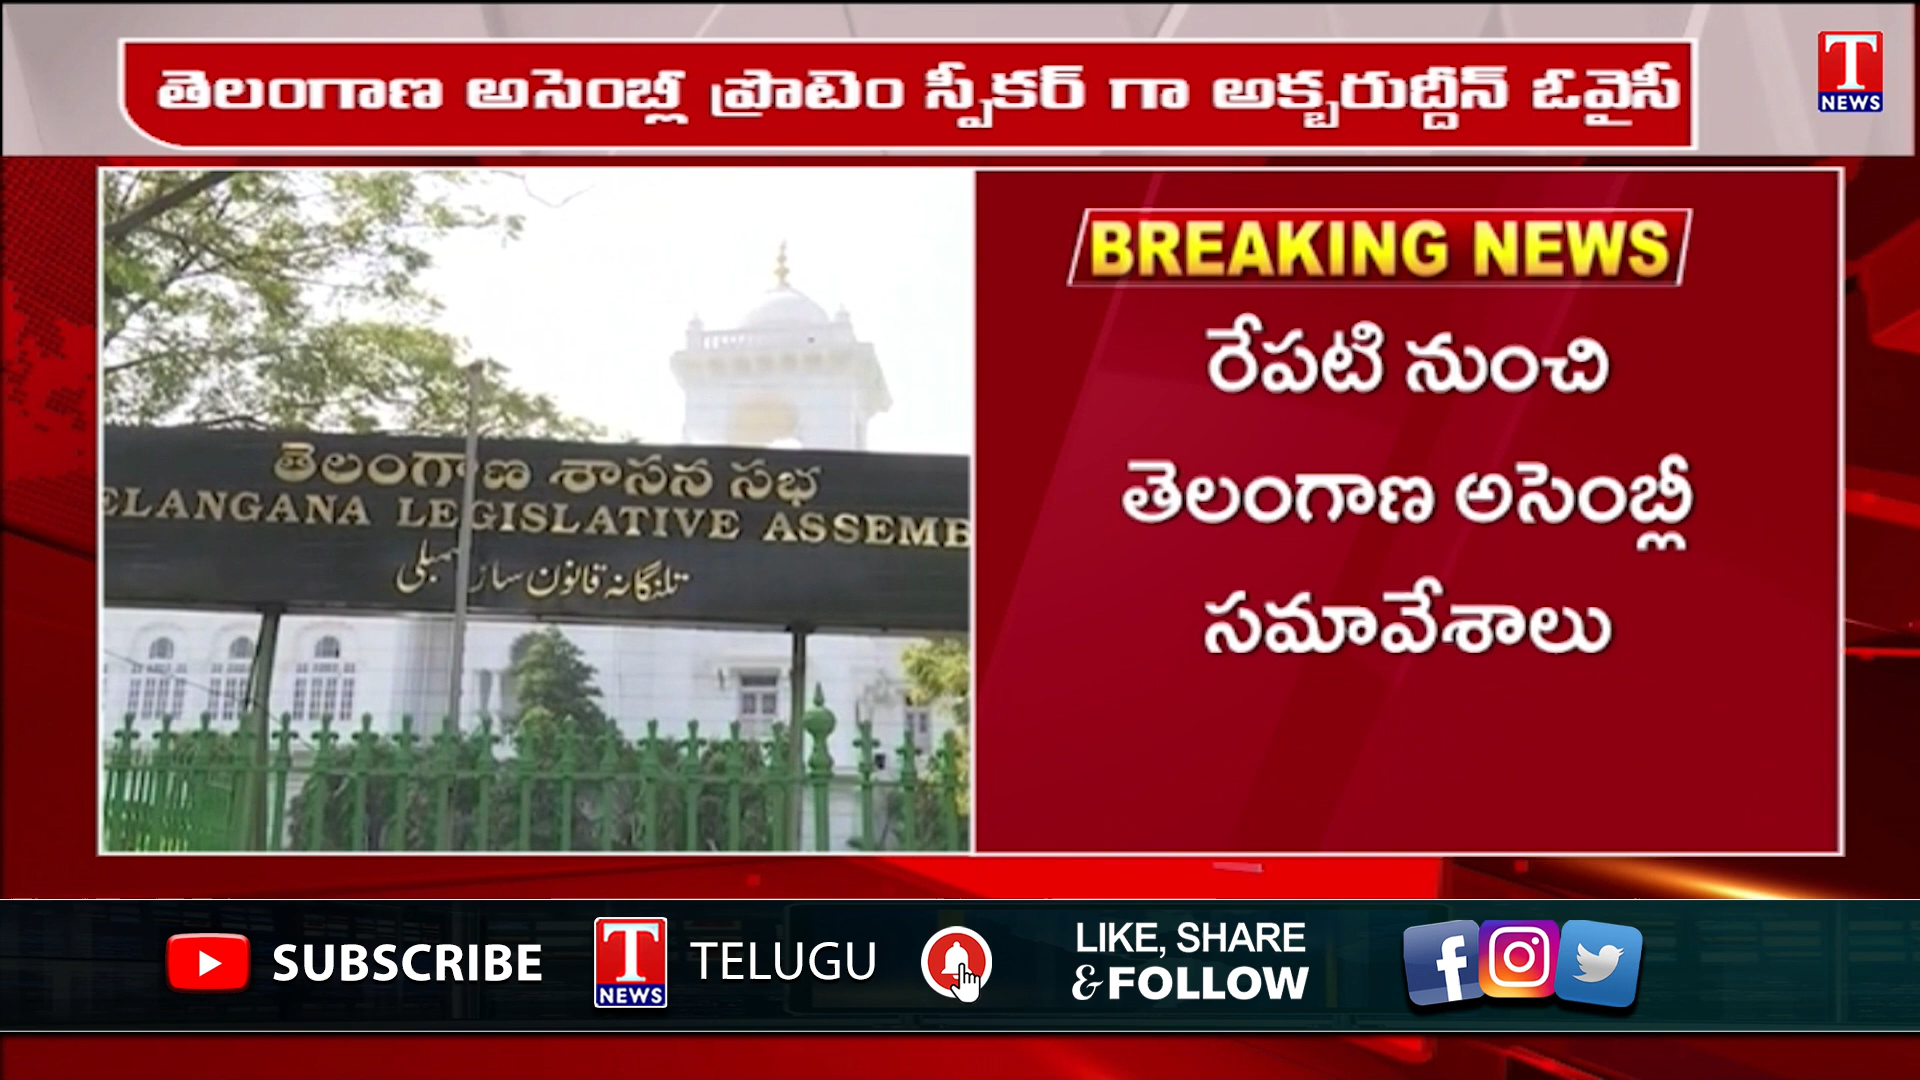 తెలంగాణ అసెంబ్లీ ప్రొటెం స్పీకర్ గా అక్బరుద్దీన్ ఓవైసీ
T
NEWS
BREAKING NEWS
రేపటి నుంచి
తెలంగాణ అసెంబ్లీ
సమావేశాలు
తెలంగాణ శాసన సభ
ELANGANA LEGISLATIVE ASSEMB
تلنگانہ قانون ساز
SUBSCRIBE
T
NEWS
TELUGU
LIKE, SHARE
& FOLLOW